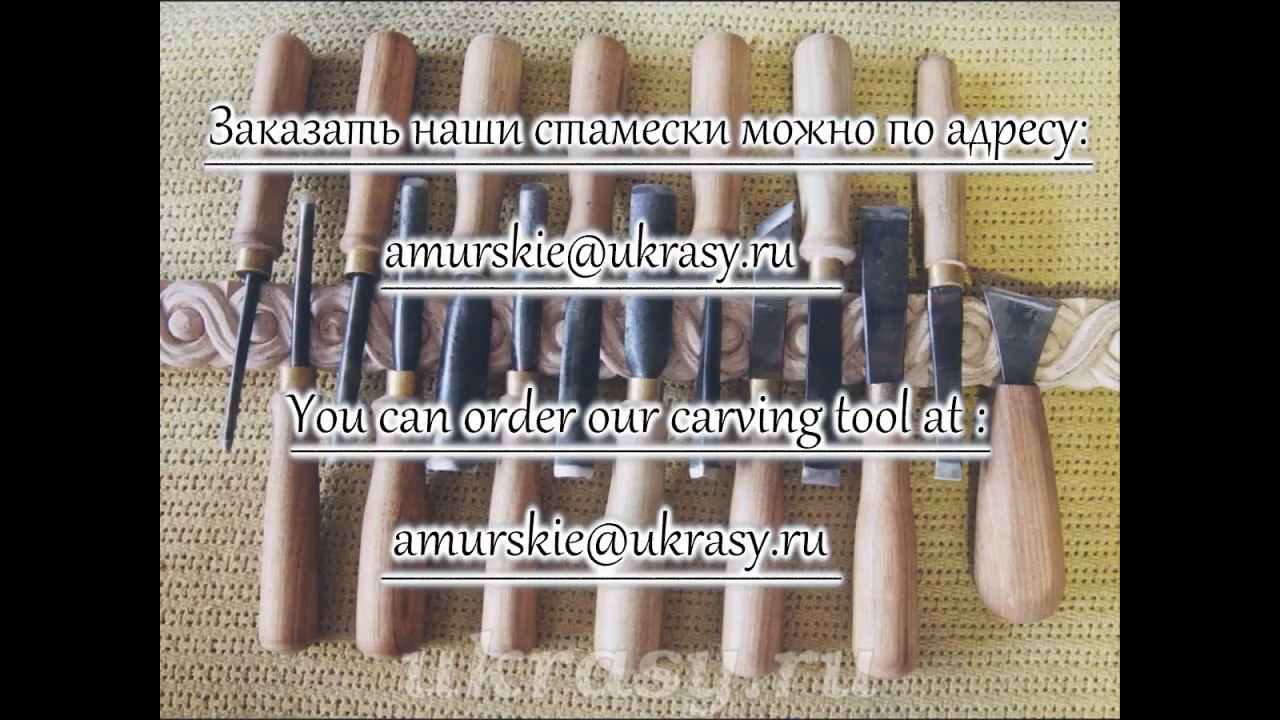 Заказать наши стамески можно по адресу:
amurskie@ukrasy.ru
You can order our carving tool at :
amurskie@ukrasy.ru
ukrasy.ru